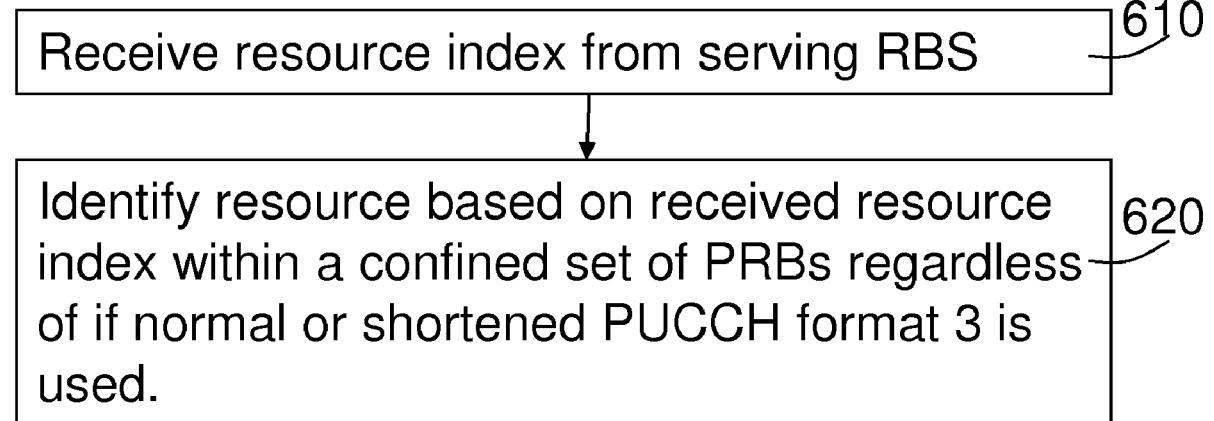 610
Receive resource index from serving RBS
Identify resource based on received resource
620
index within a confined set of PRBs regardless
of if normal or shortened PUCCH format 3 is
used.